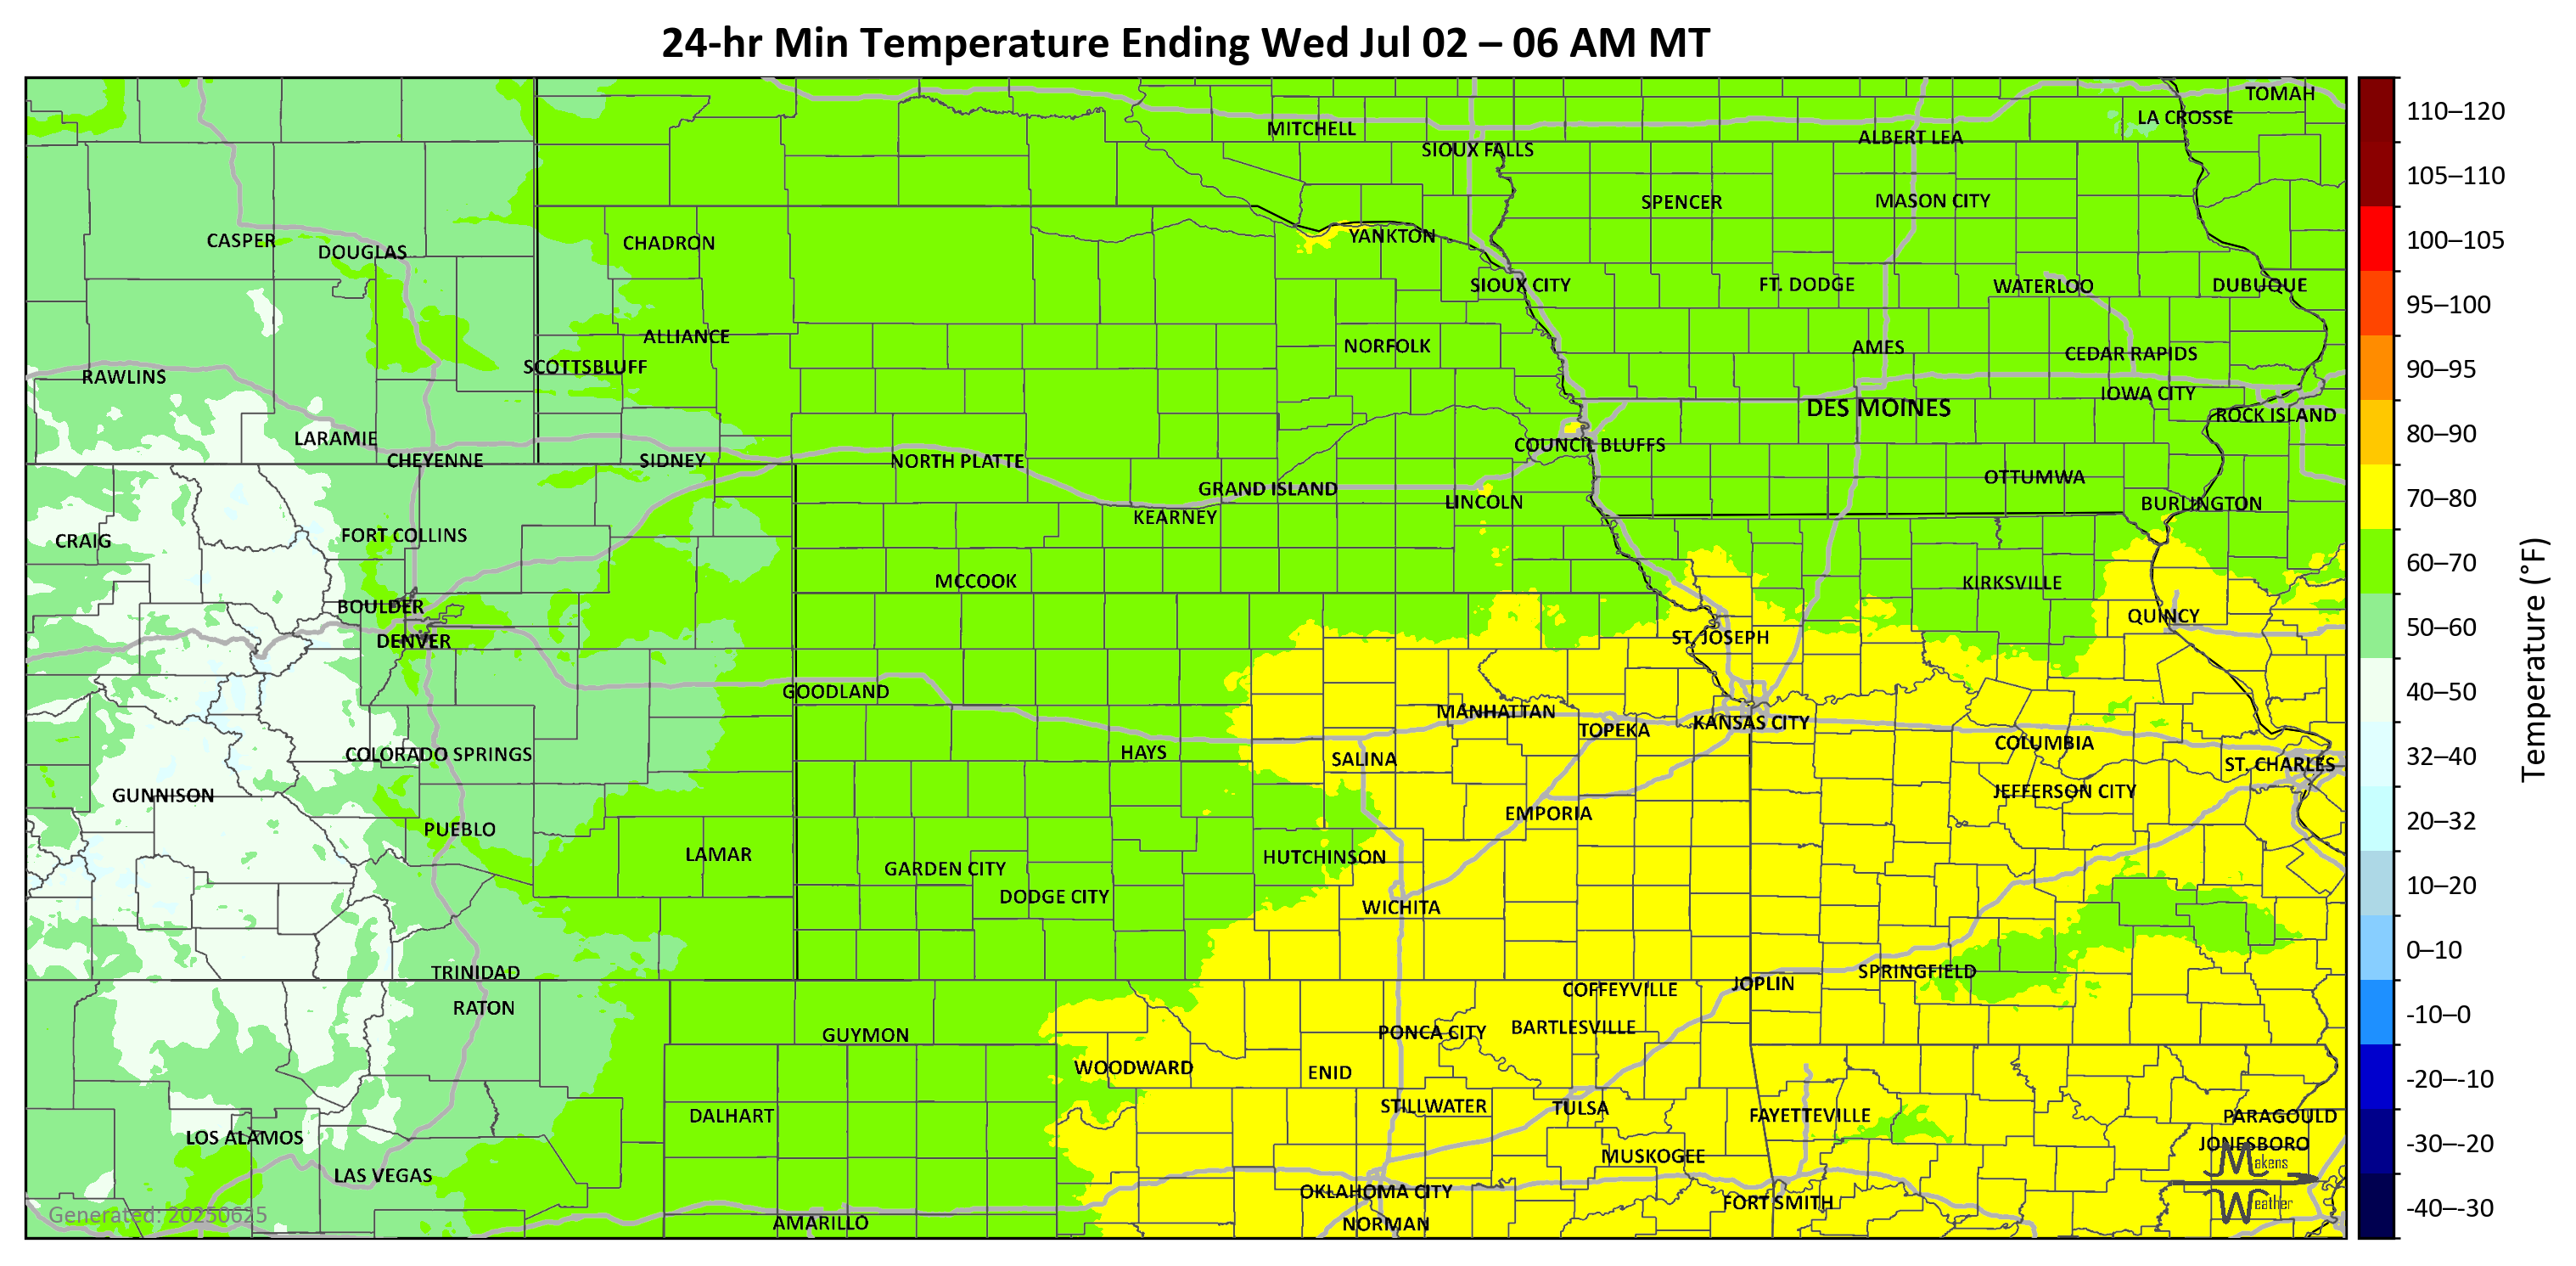 24-hr Min Temperature Ending Wed Jul 02 – 06 AM MT
TOMAH
LA CROSSE
MITCHELL
ALBERT LEA
SIOUX FALLS
SPENCER
MASON CITY
CASPER
DOUGLAS
CHADRON
YANKTON
SIOUX CITY
FT. DODGE
WATERLOO
DUBUQUE
ALLIANCE
NORFOLK
AMES
CEDAR RAPIDS
RAWLINS
SCOTTSBLUFF
IOWA CITY
DES MOINES
ROCK ISLAND
LARAMIE
COUNCIL BLUFFS
CHEYENNE
SIDNEY
NORTH PLATTE
OTTUMWA
GRAND ISLAND
LINCOLN
BURLINGTON
KEARNEY
CRAIG
FORT COLLINS
MCCOOK
KIRKSVILLE
BOULDER
QUINCY
DENVER
ST. JOSEPH
GOODLAND
MANHATTAN
TOPEKA
KANSAS CITY
COLUMBIA
COLORADO SPRINGS
HAYS
SALINA
ST. CHARLES
GUNNISON
JEFFERSON CITY
EMPORIA
PUEBLO
LAMAR
HUTCHINSON
GARDEN CITY
DODGE CITY
WICHITA
TRINIDAD
SPRINGFIELD
JOPLIN
COFFEYVILLE
RATON
GUYMON
PONCA CITY
BARTLESVILLE
WOODWARD
ENID
DALHART
STILLWATER
TULSA
FAYETTEVILLE
PARAGOULD
LOS ALAMOS
JONESBORO
MUSKOGEE
LAS VEGAS
OKLAHOMA CITY
FORT SMITH
AMARILLO
NORMAN
Makens
Weather
Generated: 20250625
110–120
105–110
100–105
95–100
90–95
80–90
70–80
60–70
50–60
40–50
32–40
20–32
10–20
0–10
-10–0
-20–-10
-30–-20
-40–-30
Temperature (°F)